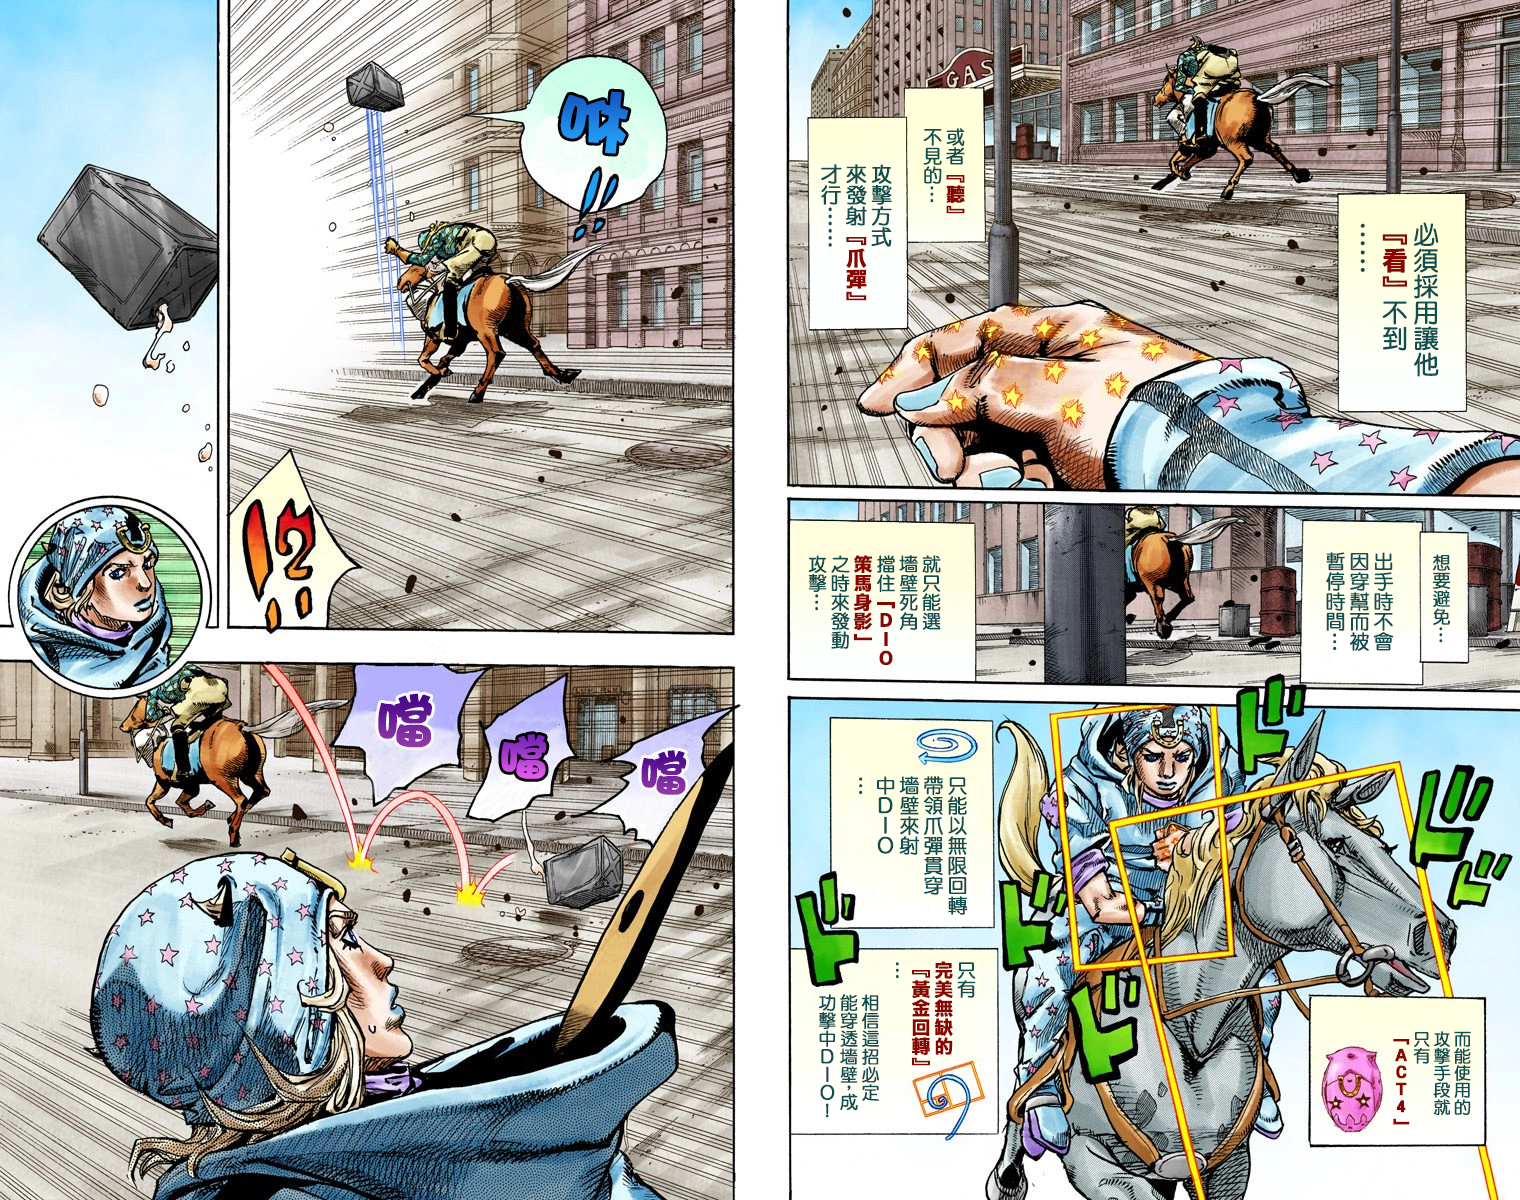 GAS
必須採用讓他
『看』不到
……
或者『聽』
不見的…
攻擊方式
來發射『爪彈』
才行……
想要避免…
出手時不會
因穿幫而被
暫停時間…
就只能選
墙壁死角
擋住『DIO
策馬身影』
之時來發動
攻擊…
ド
ドド
ド
ド
ド
ド
只能以無限回轉
帶領爪彈貫穿
墙壁來射
中DIO
…
而能使用的
攻擊手段就
只有
『ACT4』
只有
完美無缺的
『黃金回轉』
…
相信這招必定
能穿透墙壁，成
功擊中DIO！
哚!!
!?
噹
噹
噹